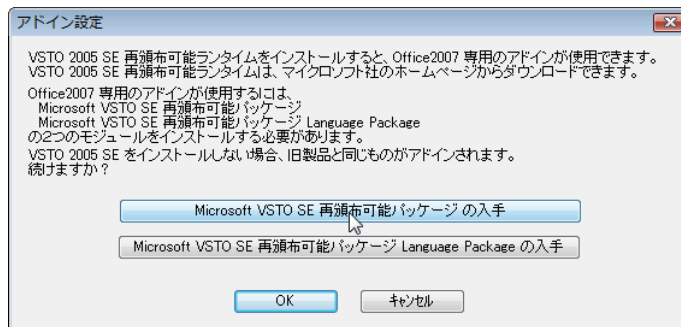 アドイン設定
VSTO 2005 SE 再頒布可能ランタイムをインストールすると、Office2007 専用のアドインが使用できます。
VSTO 2005 SE 再頒布可能ランタイムは、マイクロソフト社のホームページからダウンロードできます。
Office2007 専用のアドインが使用するには、
Microsoft VSTO SE 再頒布可能パッケージ
Microsoft VSTO SE 再頒布可能パッケージ Language Package
の2つのモジュールをインストールする必要があります。
VSTO 2005 SE をインストールしない場合、旧製品と同じものがアドインされます。
続けますか？
Microsoft VSTO SE 再頒布可能パッケージ の入手
Microsoft VSTO SE 再頒布可能パッケージ Language Package の入手
OK
キャンセル